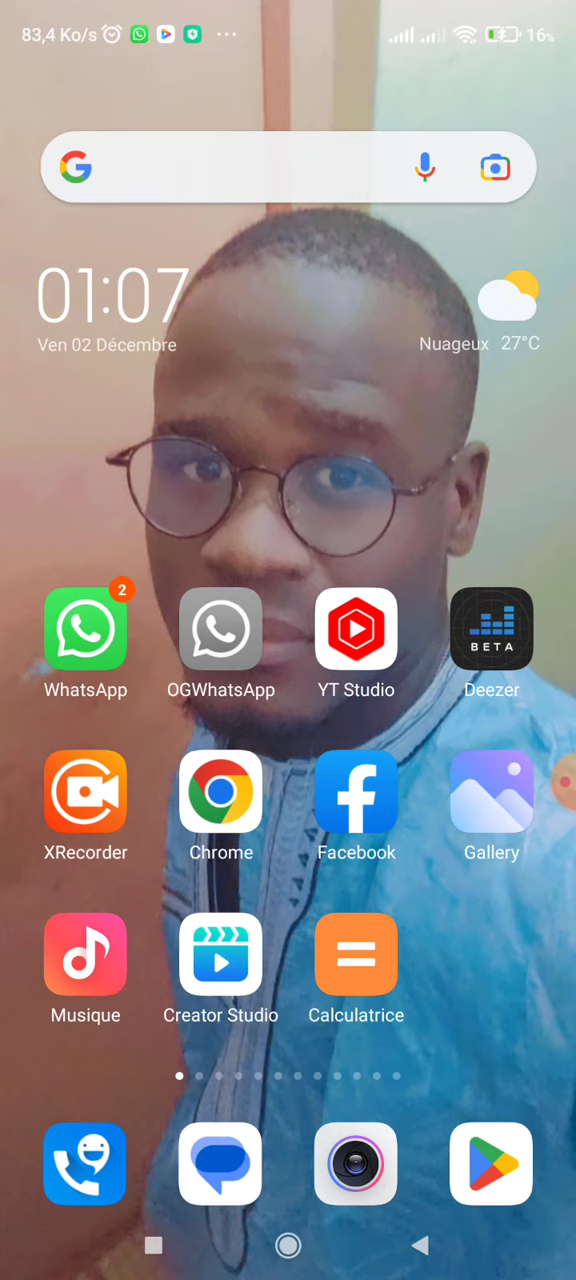 83,4 Ko/s 16%
01:07
Ven 02 Décembre
Nuageux 27°C
2
BETA
WhatsApp OGWhatsApp YT Studio Deezer
XRecorder Chrome Facebook Gallery
Musique Creator Studio Calculatrice